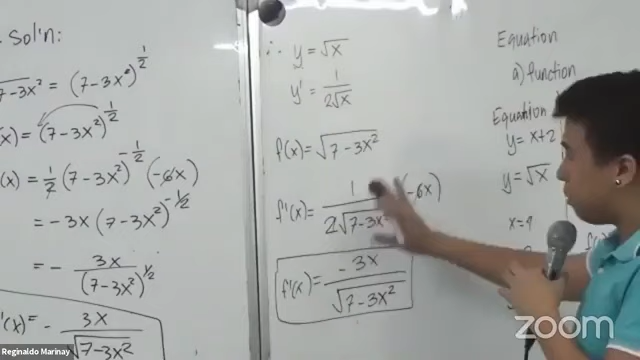 Sol'n:
√7-3x² = (7-3x²)^1/2
(x) = (7-3x²)^1/2
(x) = 1/2 (7-3x²)^-1/2 (-6x)
= -3x (7-3x²)^-1/2
= - 3x / (7-3x²)^1/2
'(x) = - 3x / √7-3x²
∴ y = √x
y' = 1 / 2√x
f(x) = √7-3x²
f'(x) = 1 / 2√7-3x² (-6x)
f'(x) = -3x / √7-3x²
Equation
a) function
Equation
y = x+2
y = √x
x=4
Reginaldo Marinay
zoom